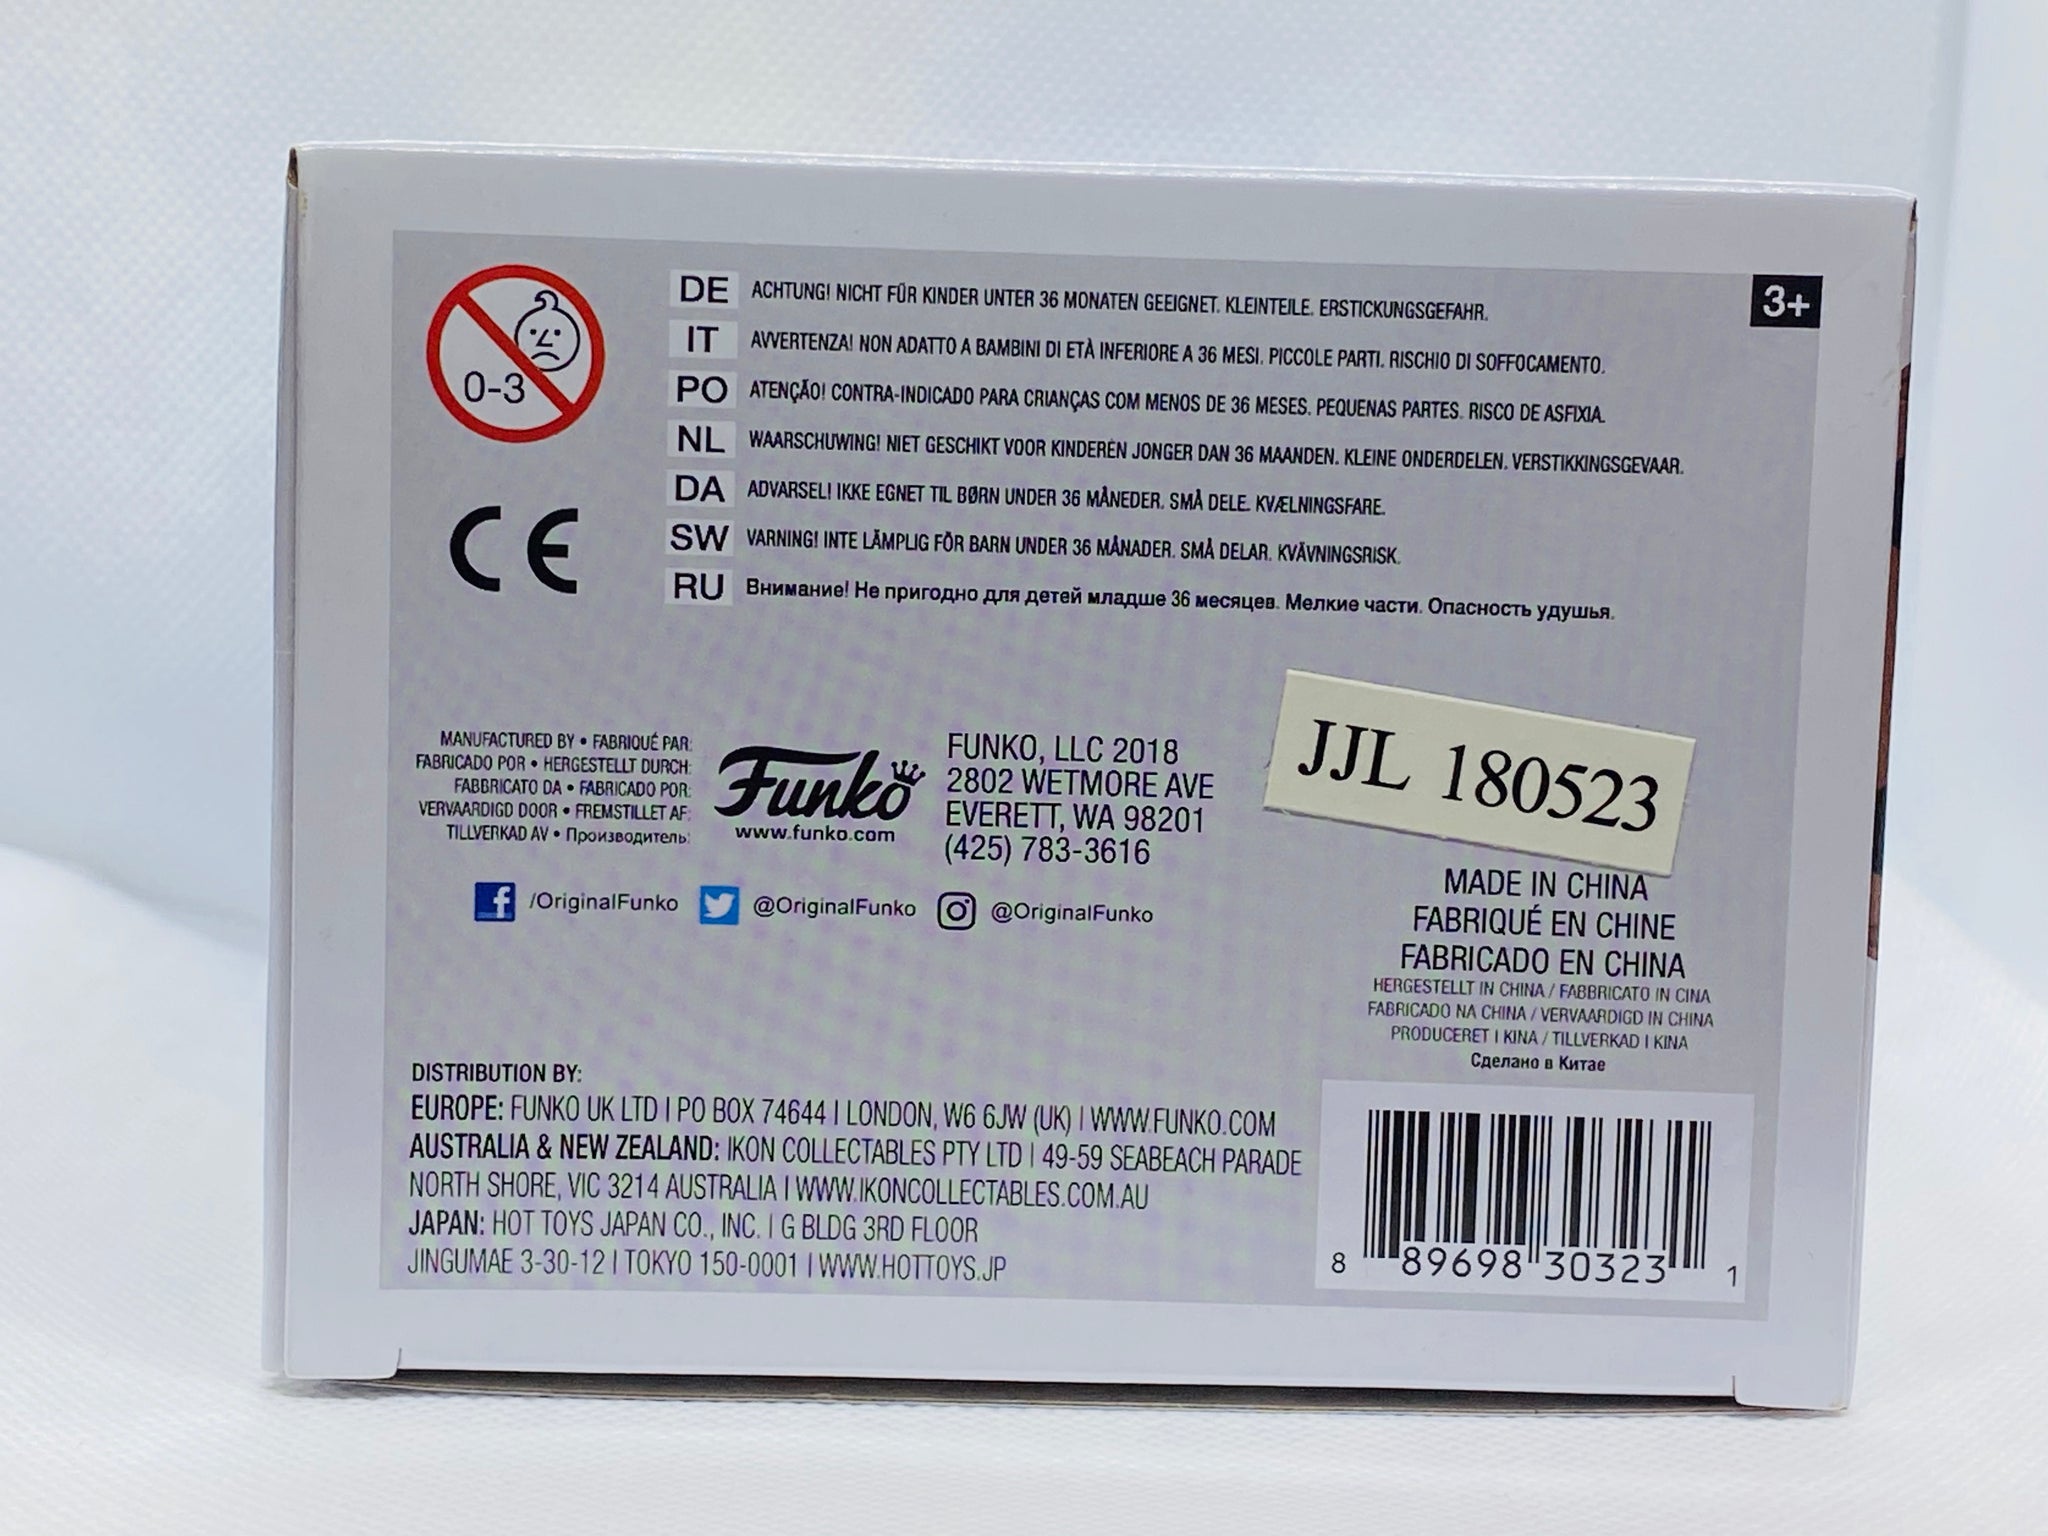 0-3
3+
DE ACHTUNG! NICHT FÜR KINDER UNTER 36 MONATEN GEEIGNET. KLEINTEILE. ERSTICKUNGSGEFAHR.
IT AVVERTENZA! NON ADATTO A BAMBINI DI ETÀ INFERIORE A 36 MESI. PICCOLE PARTI. RISCHIO DI SOFFOCAMENTO.
PO ATENÇÃO! CONTRA-INDICADO PARA CRIANÇAS COM MENOS DE 36 MESES. PEQUENAS PARTES. RISCO DE ASFIXIA.
NL WAARSCHUWING! NIET GESCHIKT VOOR KINDEREN JONGER DAN 36 MAANDEN. KLEINE ONDERDELEN. VERSTIKKINGSGEVAAR.
DA ADVARSEL! IKKE EGNET TIL BØRN UNDER 36 MÅNEDER. SMÅ DELE. KVÆLNINGSFARE.
SW VARNING! INTE LÄMPLIG FÖR BARN UNDER 36 MÅNADER. SMÅ DELAR. KVÄVNINGSRISK.
RU Внимание! Не пригодно для детей младше 36 месяцев. Мелкие части. Опасность удушья.
CE
MANUFACTURED BY • FABRIQUÉ PAR:
FABRICADO POR • HERGESTELLT DURCH:
FABBRICATO DA • FABRICADO POR:
VERVAARDIGD DOOR • FREMSTILLET AF:
TILLVERKAD AV • Производитель:
Funko
www.funko.com
FUNKO, LLC 2018
2802 WETMORE AVE
EVERETT, WA 98201
(425) 783-3616
/OriginalFunko @OriginalFunko @OriginalFunko
JJL 180523
MADE IN CHINA
FABRIQUÉ EN CHINE
FABRICADO EN CHINA
HERGESTELLT IN CHINA / FABBRICATO IN CINA
FABRICADO NA CHINA / VERVAARDIGD IN CHINA
PRODUCERET I KINA / TILLVERKAD I KINA
Сделано в Китае
DISTRIBUTION BY:
EUROPE: FUNKO UK LTD | PO BOX 74644 | LONDON, W6 6JW (UK) | WWW.FUNKO.COM
AUSTRALIA & NEW ZEALAND: IKON COLLECTABLES PTY LTD | 49-59 SEABEACH PARADE
NORTH SHORE, VIC 3214 AUSTRALIA | WWW.IKONCOLLECTABLES.COM.AU
JAPAN: HOT TOYS JAPAN CO., INC. | G BLDG 3RD FLOOR
JINGUMAE 3-30-12 | TOKYO 150-0001 | WWW.HOTTOYS.JP
8 89698 30323 1